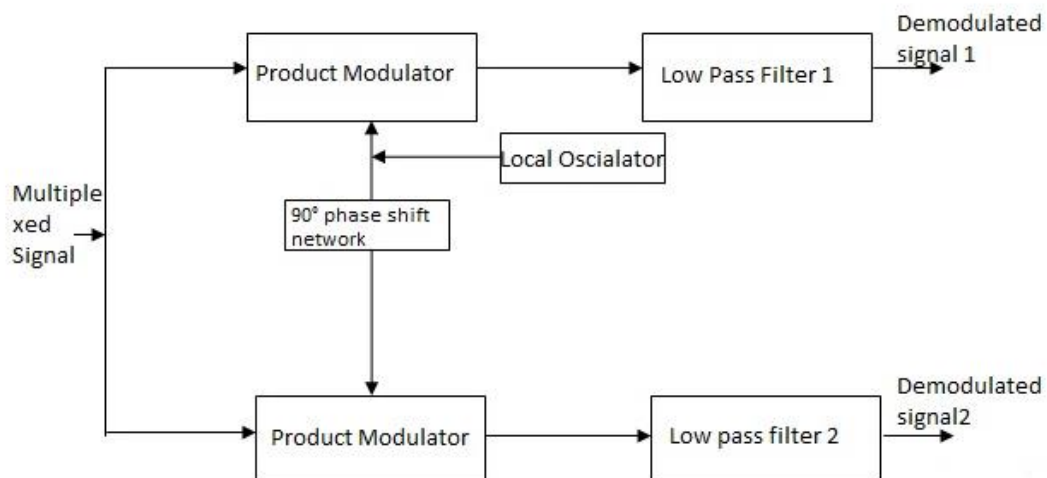 Demodulated
signal 1
Product Modulator
Low Pass Filter 1
Local Oscialator
Multiple
xed
Signal
90° phase shift
network
Demodulated
signal2
Product Modulator
Low pass filter 2